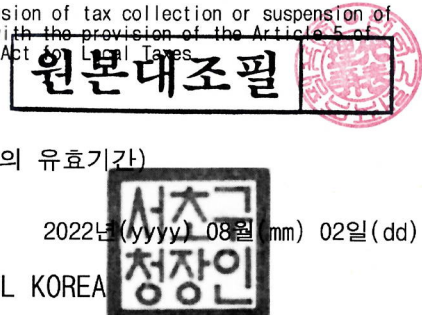 sion of tax collection or suspension of
with the provision of the Article 5 of
Act for Local Taxes
원본대조필
의 유효기간)
서초구
청장인
2022년(yyyy) 08월(mm) 02일(dd)
L KOREA